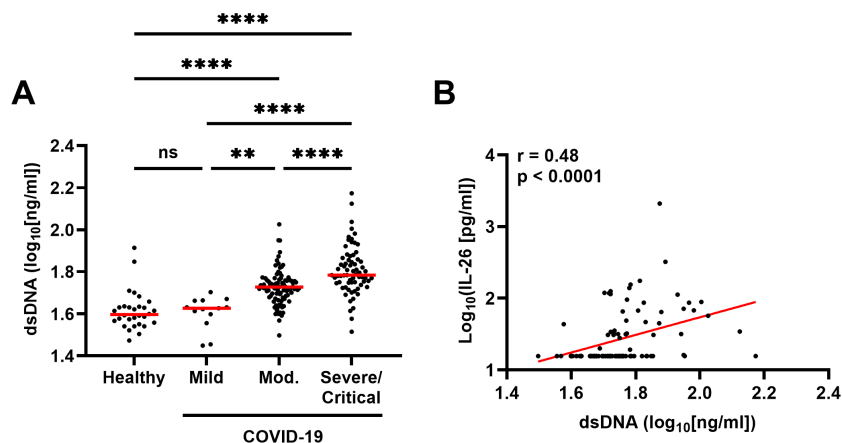 A
****
****
****
ns
**
****
dsDNA (log₁₀[ng/ml])
2.4
2.2
2.0
1.8
1.6
1.4
Healthy
Mild
Mod.
Severe/
Critical
COVID-19
B
r = 0.48
p < 0.0001
Log₁₀(IL-26 [pg/ml])
4
3
2
1
1.4
1.6
1.8
2.0
2.2
2.4
dsDNA (log₁₀[ng/ml])